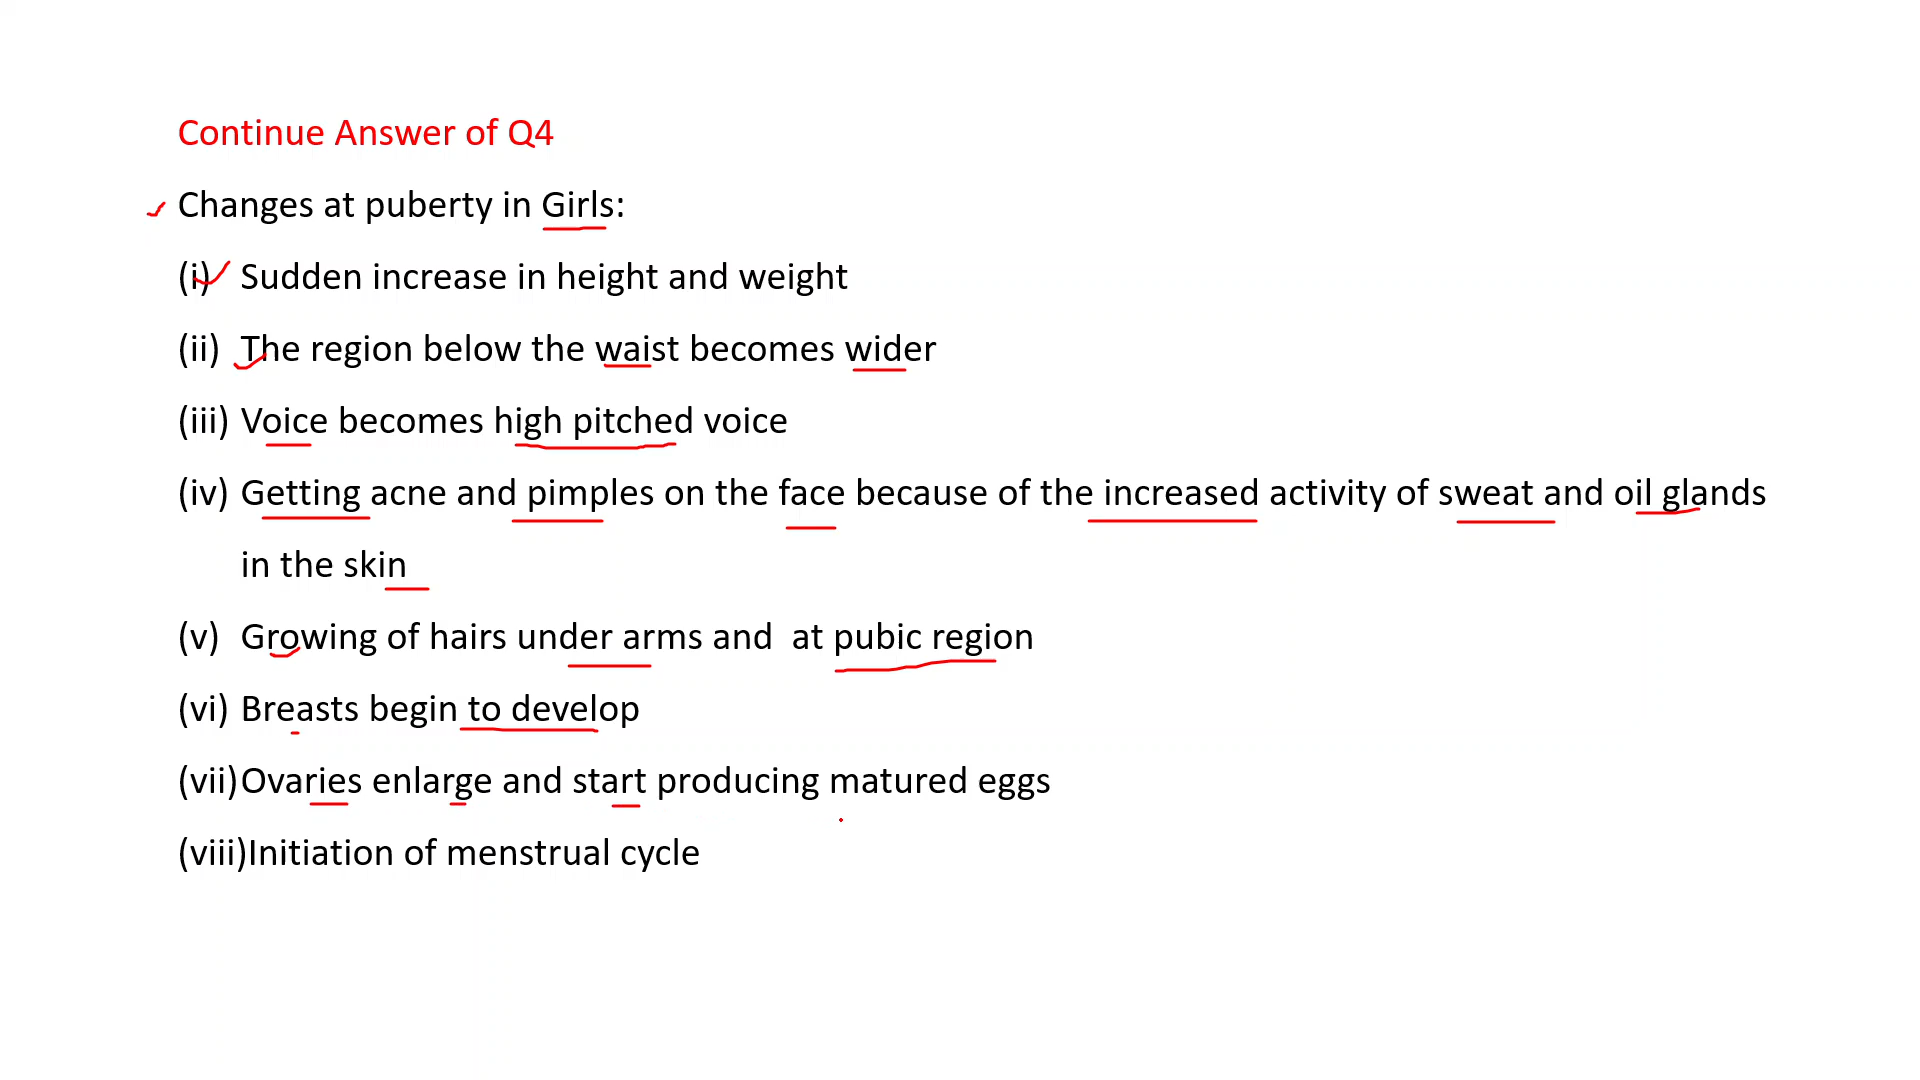 Continue Answer of Q4
Changes at puberty in Girls:
(i) Sudden increase in height and weight
(ii) The region below the waist becomes wider
(iii) Voice becomes high pitched voice
(iv) Getting acne and pimples on the face because of the increased activity of sweat and oil glands
in the skin
(v) Growing of hairs under arms and  at pubic region
(vi) Breasts begin to develop
(vii)Ovaries enlarge and start producing matured eggs
(viii)Initiation of menstrual cycle